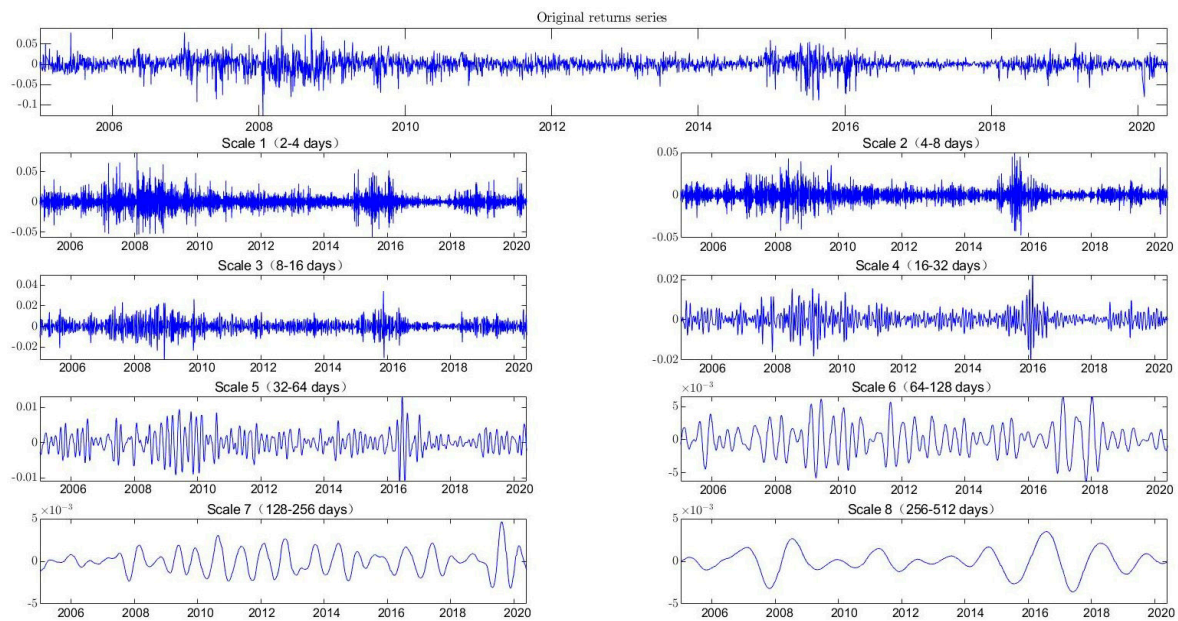 Original returns series
0.05
0
-0.05
-0.1
2006 2008 2010 2012 2014 2016 2018 2020
Scale 1（2-4 days） Scale 2（4-8 days）
0.05 0.05
0 0
-0.05 -0.05
2006 2008 2010 2012 2014 2016 2018 2020 2006 2008 2010 2012 2014 2016 2018 2020
Scale 3（8-16 days） Scale 4（16-32 days）
0.04 0.02
0.02
0 0
-0.02 -0.02
2006 2008 2010 2012 2014 2016 2018 2020 2006 2008 2010 2012 2014 2016 2018 2020
Scale 5（32-64 days） Scale 6（64-128 days）
×10⁻³
0.01 5
0 0
-0.01 -5
2006 2008 2010 2012 2014 2016 2018 2020 2006 2008 2010 2012 2014 2016 2018 2020
Scale 7（128-256 days） Scale 8（256-512 days）
5 ×10⁻³ 5 ×10⁻³
0 0
-5 -5
2006 2008 2010 2012 2014 2016 2018 2020 2006 2008 2010 2012 2014 2016 2018 2020